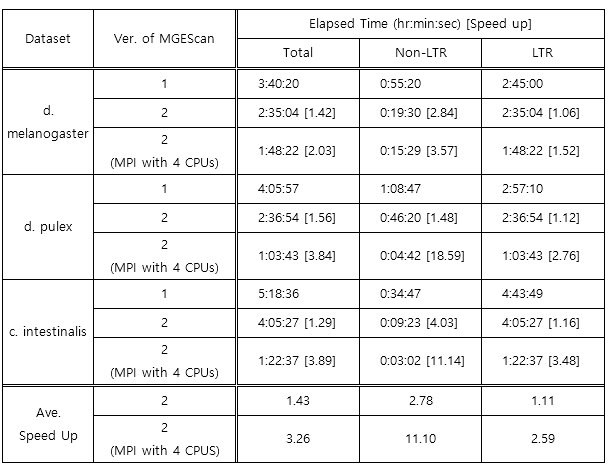 Dataset Ver. of MGEScan Elapsed Time (hr:min:sec) [Speed up]
Total Non-LTR LTR
d.
melanogaster
1 3:40:20 0:55:20 2:45:00
2 2:35:04 [1.42] 0:19:30 [2.84] 2:35:04 [1.06]
2
(MPI with 4 CPUs)
1:48:22 [2.03] 0:15:29 [3.57] 1:48:22 [1.52]
d. pulex
1 4:05:57 1:08:47 2:57:10
2 2:36:54 [1.56] 0:46:20 [1.48] 2:36:54 [1.12]
2
(MPI with 4 CPUs)
1:03:43 [3.84] 0:04:42 [18.59] 1:03:43 [2.76]
c. intestinalis
1 5:18:36 0:34:47 4:43:49
2 4:05:27 [1.29] 0:09:23 [4.03] 4:05:27 [1.16]
2
(MPI with 4 CPUs)
1:22:37 [3.89] 0:03:02 [11.14] 1:22:37 [3.48]
Ave.
Speed Up
2 1.43 2.78 1.11
2
(MPI with 4 CPUS)
3.26 11.10 2.59